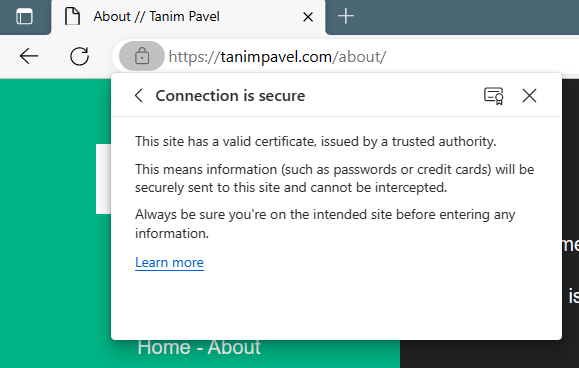 About // Tanim Pavel
https://tanimpavel.com/about/
Connection is secure
This site has a valid certificate, issued by a trusted authority.
This means information (such as passwords or credit cards) will be
securely sent to this site and cannot be intercepted.
Always be sure you're on the intended site before entering any
information.
Learn more
is
Home - About